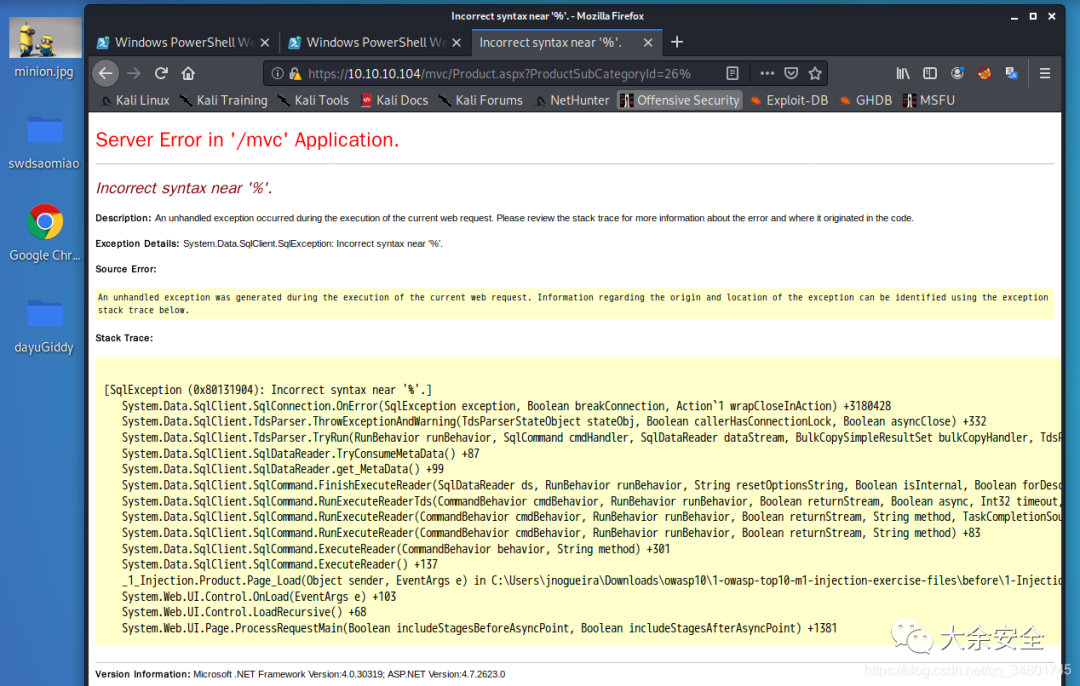 Incorrect syntax near '%'. - Mozilla Firefox
minion.jpg
swdsaomiao
Google Chr...
dayuGiddy
Windows PowerShell We
Windows PowerShell We
Incorrect syntax near '%'.
https://10.10.10.104/mvc/Product.aspx?ProductSubCategoryId=26%
Kali Linux
Kali Training
Kali Tools
Kali Docs
Kali Forums
NetHunter
Offensive Security
Exploit-DB
GHDB
MSFU
Server Error in '/mvc' Application.
Incorrect syntax near '%'.
Description: An unhandled exception occurred during the execution of the current web request. Please review the stack trace for more information about the error and where it originated in the code.
Exception Details: System.Data.SqlClient.SqlException: Incorrect syntax near '%'.
Source Error:
An unhandled exception was generated during the execution of the current web request. Information regarding the origin and location of the exception can be identified using the exception
stack trace below.
Stack Trace:
[SqlException (0x80131904): Incorrect syntax near '%'.]
System.Data.SqlClient.SqlConnection.OnError(SqlException exception, Boolean breakConnection, Action`1 wrapCloseInAction) +3180428
System.Data.SqlClient.TdsParser.ThrowExceptionAndWarning(TdsParserStateObject stateObj, Boolean callerHasConnectionLock, Boolean asyncClose) +332
System.Data.SqlClient.TdsParser.TryRun(RunBehavior runBehavior, SqlCommand cmdHandler, SqlDataReader dataStream, BulkCopySimpleResultSet bulkCopyHandler, TdsP
System.Data.SqlClient.SqlDataReader.TryConsumeMetaData() +87
System.Data.SqlClient.SqlDataReader.get_MetaData() +99
System.Data.SqlClient.SqlCommand.FinishExecuteReader(SqlDataReader ds, RunBehavior runBehavior, String resetOptionsString, Boolean isInternal, Boolean forDesc
System.Data.SqlClient.SqlCommand.RunExecuteReaderTds(CommandBehavior cmdBehavior, RunBehavior runBehavior, Boolean returnStream, Boolean async, Int32 timeout,
System.Data.SqlClient.SqlCommand.RunExecuteReader(CommandBehavior cmdBehavior, RunBehavior runBehavior, Boolean returnStream, String method, TaskCompletionSou
System.Data.SqlClient.SqlCommand.RunExecuteReader(CommandBehavior cmdBehavior, RunBehavior runBehavior, Boolean returnStream, String method) +83
System.Data.SqlClient.SqlCommand.ExecuteReader(CommandBehavior behavior, String method) +301
System.Data.SqlClient.SqlCommand.ExecuteReader() +137
_1_Injection.Product.Page_Load(Object sender, EventArgs e) in C:\Users\jnogueira\Downloads\owasp10\1-owasp-top10-m1-injection-exercise-files\before\1-Injectio
System.Web.UI.Control.OnLoad(EventArgs e) +103
System.Web.UI.Control.LoadRecursive() +68
System.Web.UI.Page.ProcessRequestMain(Boolean includeStagesBeforeAsyncPoint, Boolean includeStagesAfterAsyncPoint) +1381
大余安全
https://blog.csdn.net/qq_34801745
Version Information: Microsoft .NET Framework Version:4.0.30319; ASP.NET Version:4.7.2623.0